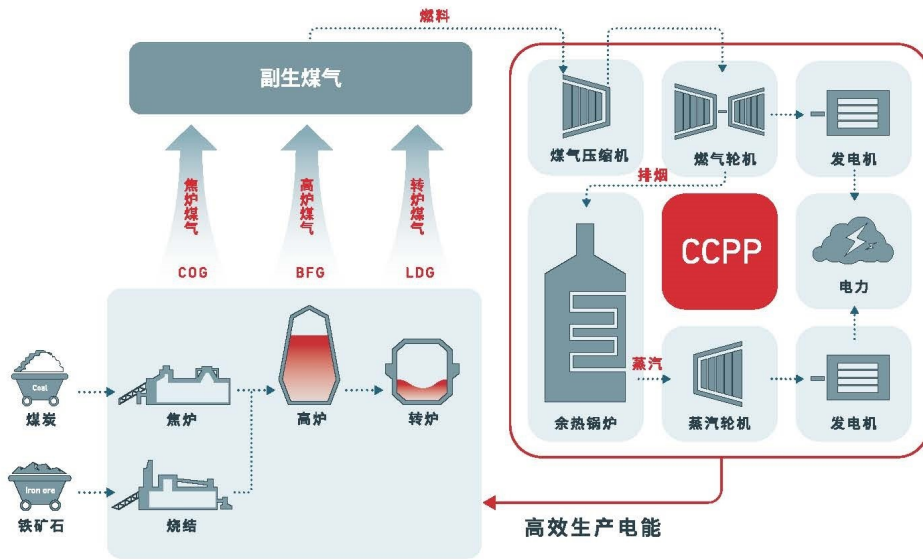 燃料
副生煤气
煤气压缩机
燃气轮机
发电机
排烟
焦炉煤气
高炉煤气
转炉煤气
COG
BFG
LDG
CCPP
电力
Coal
煤炭
焦炉
高炉
转炉
蒸汽
余热锅炉
蒸汽轮机
发电机
Iron ore
铁矿石
烧结
高效生产电能